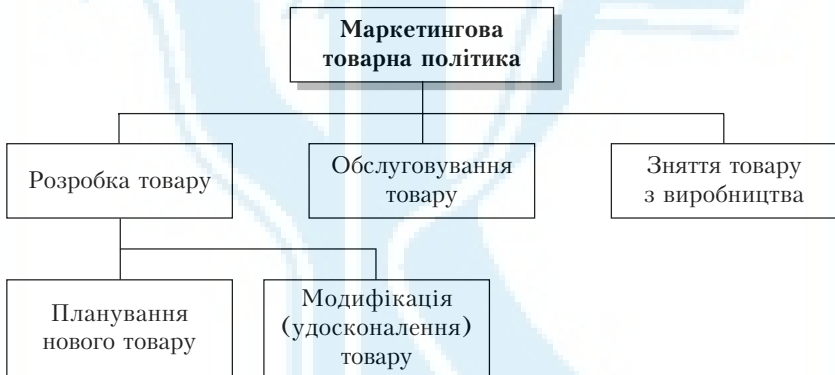 Маркетингова
товарна політика
Розробка товару
Обслуговування
товару
Зняття товару
з виробництва
Планування
нового товару
Модифікація
(удосконалення)
товару